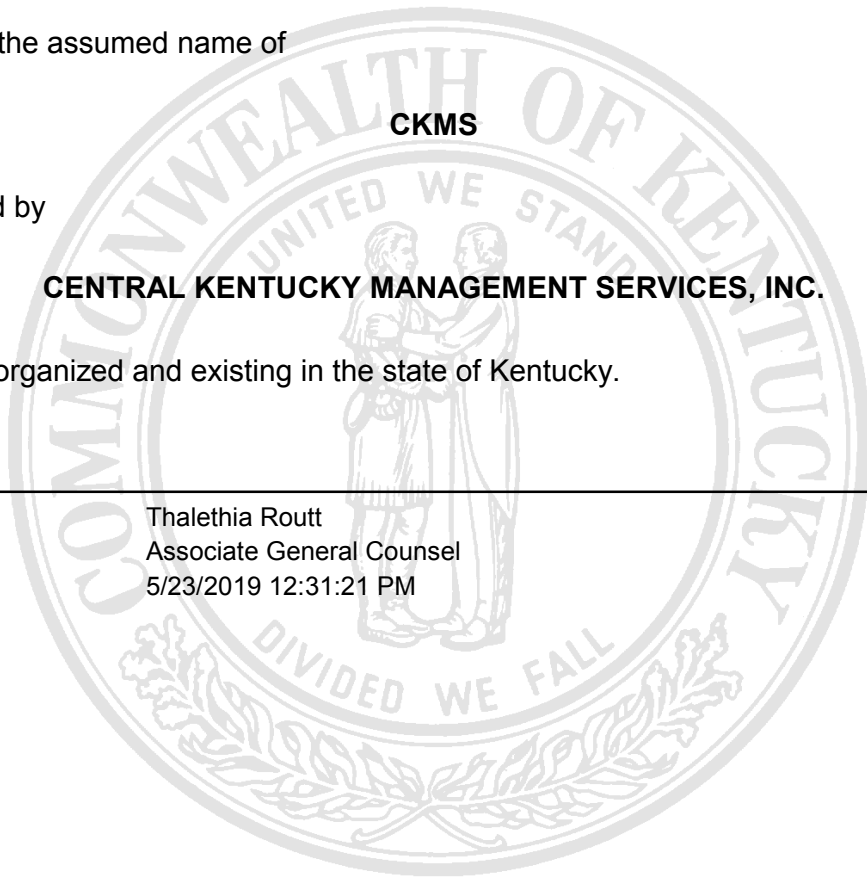 the assumed name of
CKMS
d by
CENTRAL KENTUCKY MANAGEMENT SERVICES, INC.
organized and existing in the state of Kentucky.
Thalethia Routt
Associate General Counsel
5/23/2019 12:31:21 PM
COMMONWEALTH OF KENTUCKY
UNITED WE STAND
DIVIDED WE FALL